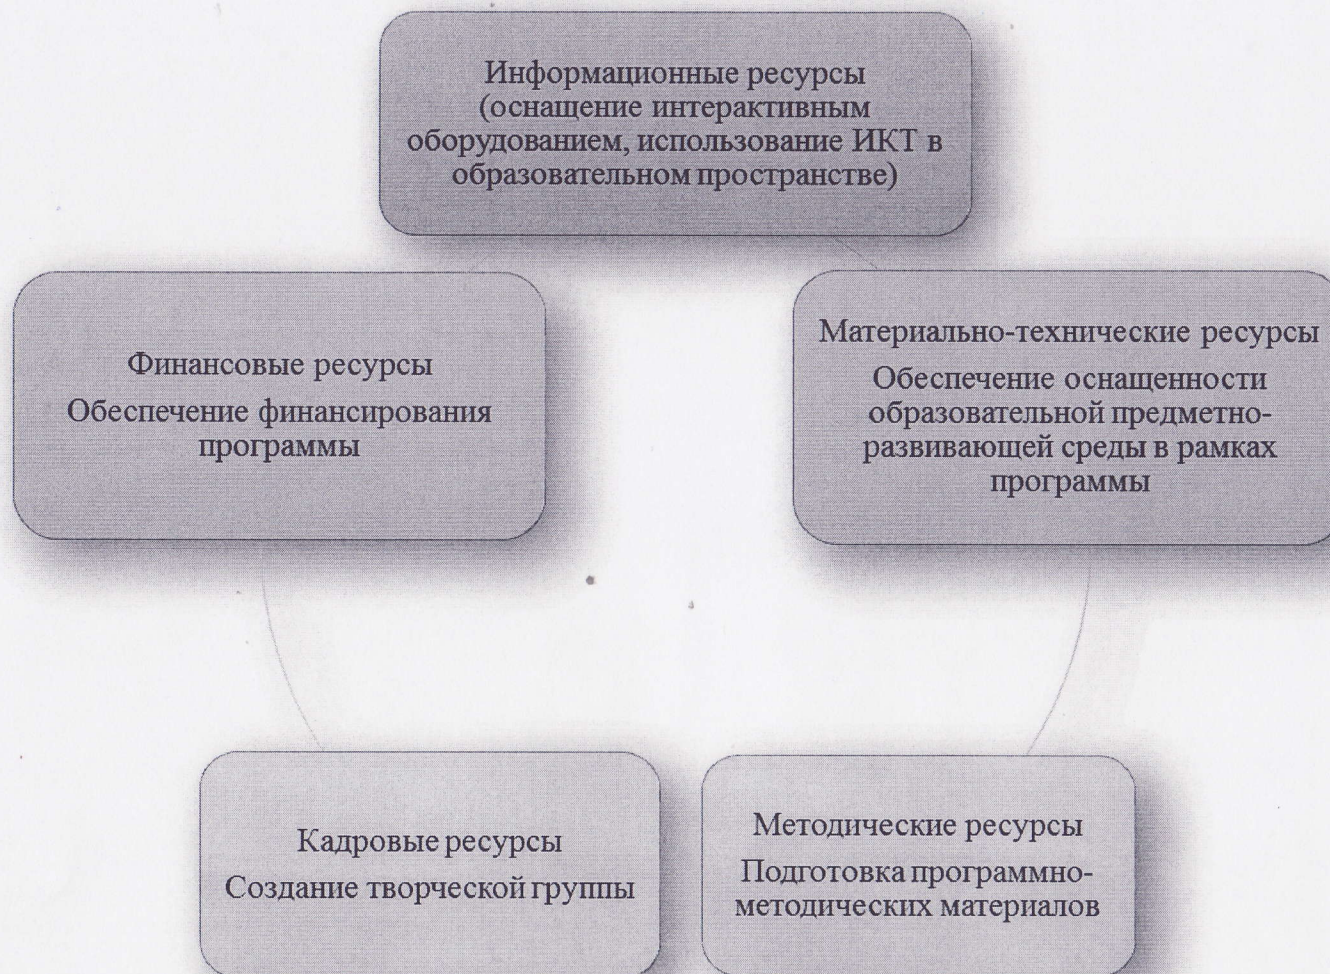 Информационные ресурсы
(оснащение интерактивным
оборудованием, использование ИКТ в
образовательном пространстве)
Финансовые ресурсы
Обеспечение финансирования
программы
Материально-технические ресурсы
Обеспечение оснащенности
образовательной предметно-
развивающей среды в рамках
программы
Кадровые ресурсы
Создание творческой группы
Методические ресурсы
Подготовка программно-
методических материалов